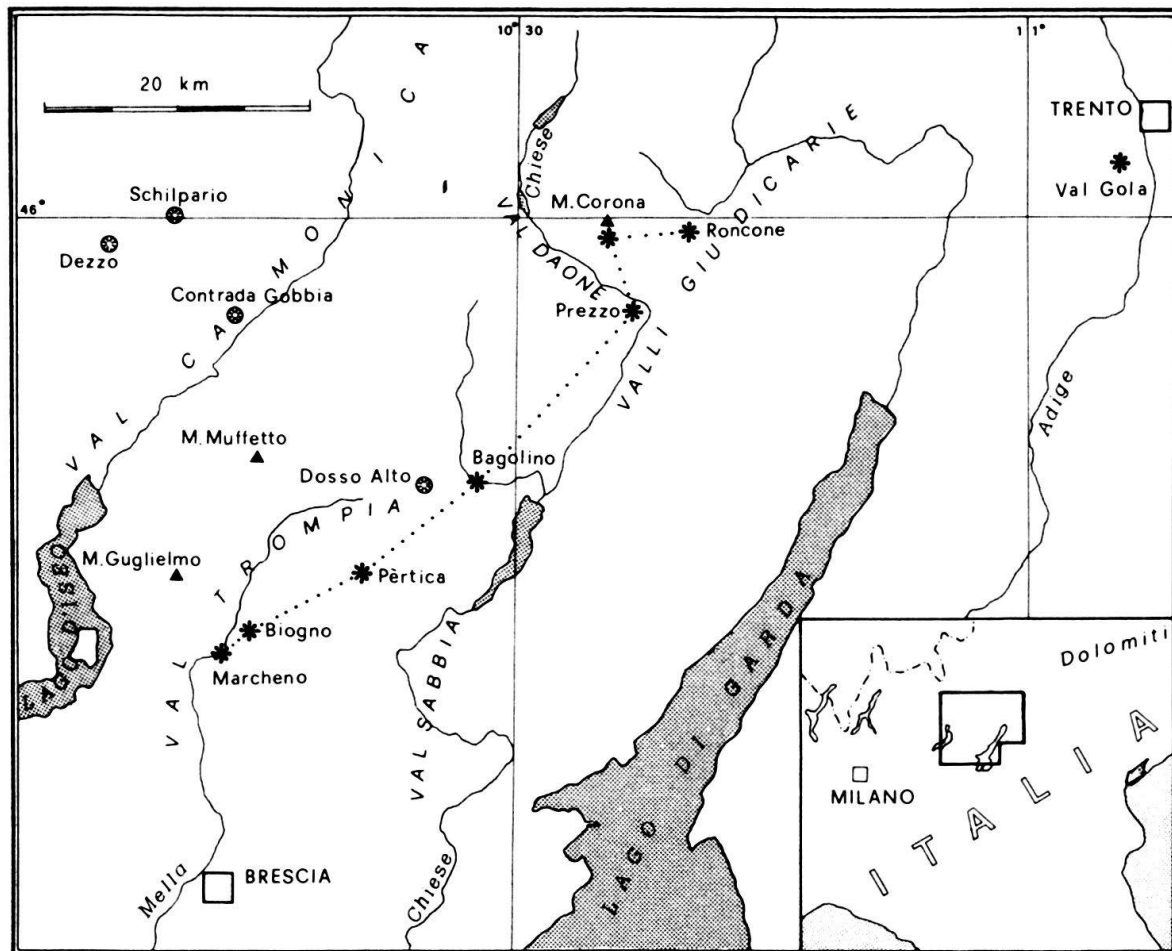 10° 30
11°
20 km
TRENTO
Val Gola
Chiese
VALLI GIUDICARIE
46°
Schilpario
M. Corona
Roncone
Dezzo
VAL DAONE
VAL CAMONICA
Contrada Gobbia
Prezzo
Adige
M. Muffetto
Bagolino
Dosso Alto
VAL TROMPIA
M. Guglielmo
Pèrtica
LAGO D'ISEO
Biogno
Marcheno
VAL SABBIA
LAGO DI GARDA
Dolomiti
MILANO
ITALIA
BRESCIA
Mella
Chiese